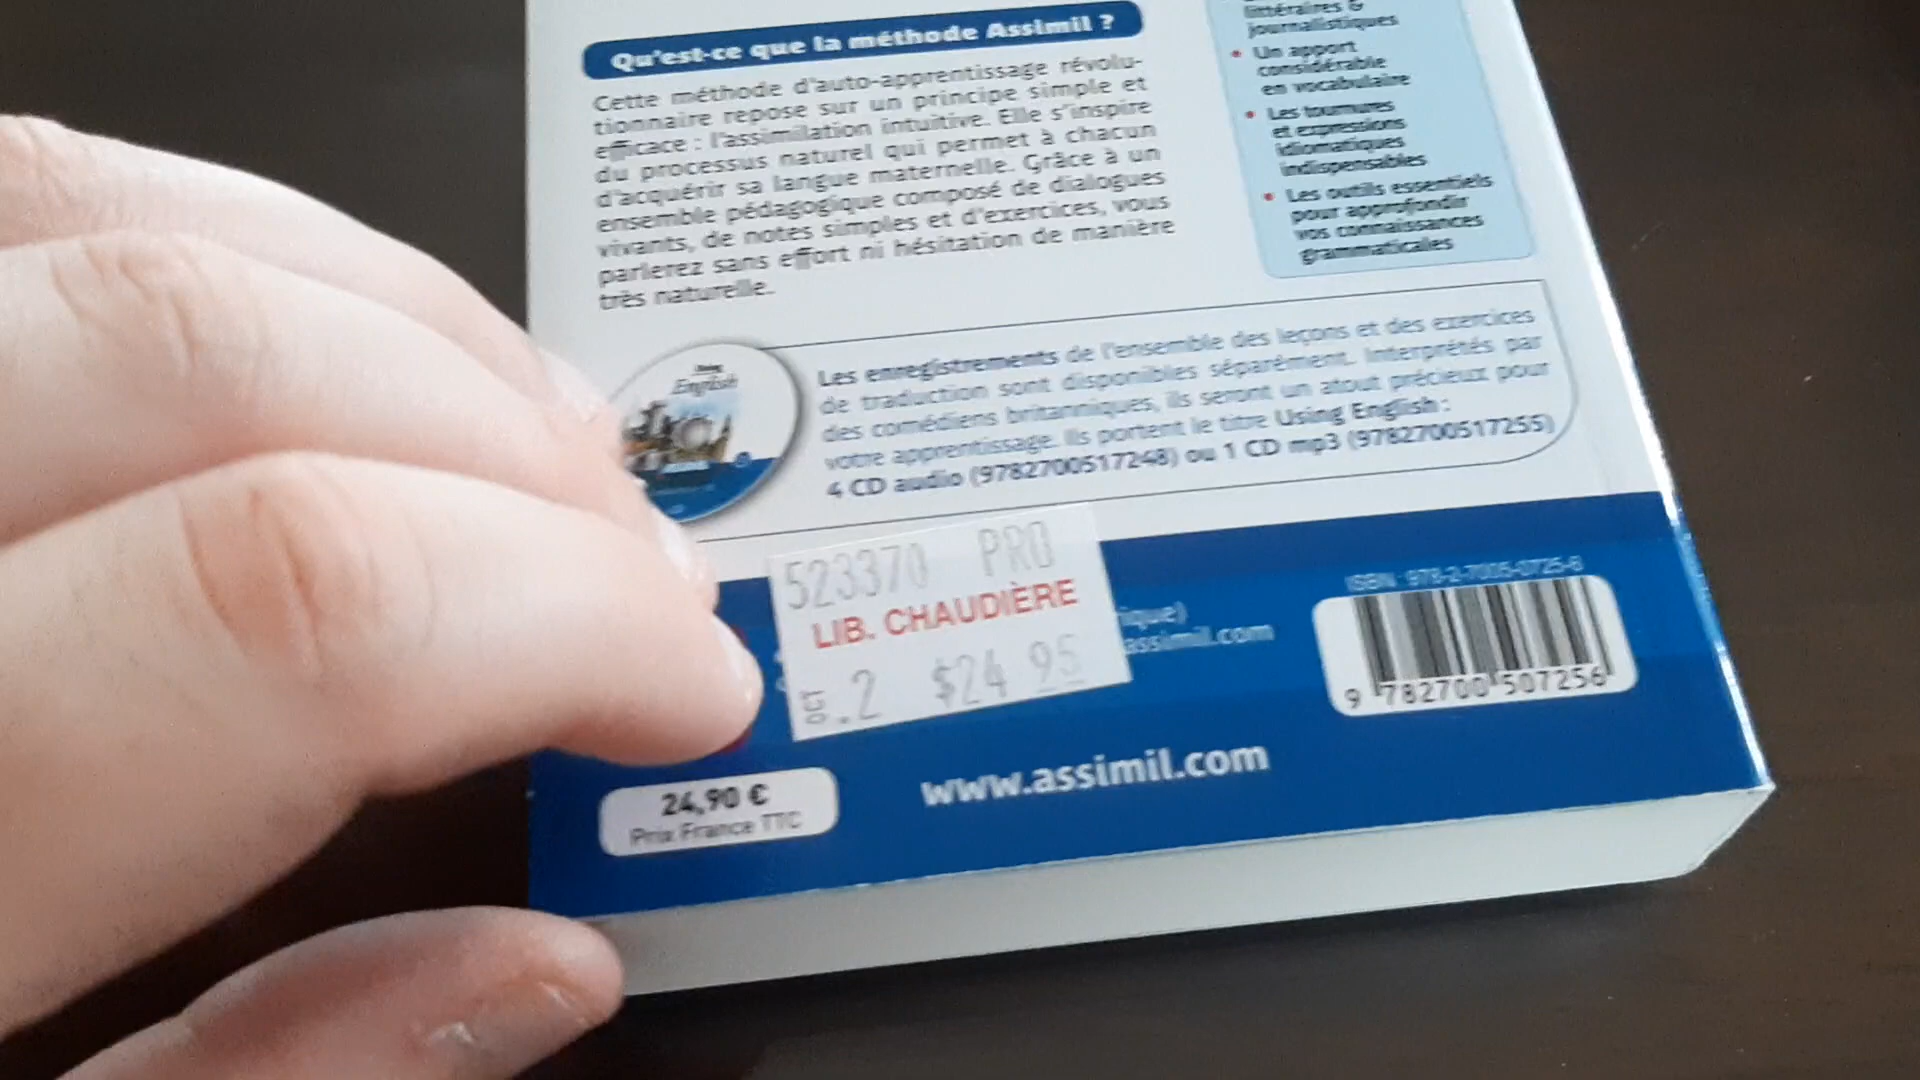 Qu'est-ce que la méthode Assimil ?
Cette méthode d'auto-apprentissage révolu-
tionnaire repose sur un principe simple et
efficace : l'assimilation intuitive. Elle s'inspire
du processus naturel qui permet à chacun
d'acquérir sa langue maternelle. Grâce à un
ensemble pédagogique composé de dialogues
vivants, de notes simples et d'exercices, vous
parlerez sans effort ni hésitation de manière
très naturelle.
littéraires &
journalistiques
• Un apport
considérable
en vocabulaire
• Les tournures
et expressions
idiomatiques
indispensables
• Les outils essentiels
pour approfondir
vos connaissances
grammaticales
English
Les enregistrements de l'ensemble des leçons et des exercices
de traduction sont disponibles séparément. Interprétés par
des comédiens britanniques, ils seront un atout précieux pour
votre apprentissage. Ils portent le titre Using English :
4 CD audio (9782700517248) ou 1 CD mp3 (9782700517255)
523370 PRO
LIB. CHAUDIÈRE
OCT .2 $24 95
ique)
assimil.com
ISBN 978-2-7005-0725-6
9 782700 507256
www.assimil.com
24,90 €
Prix France TTC